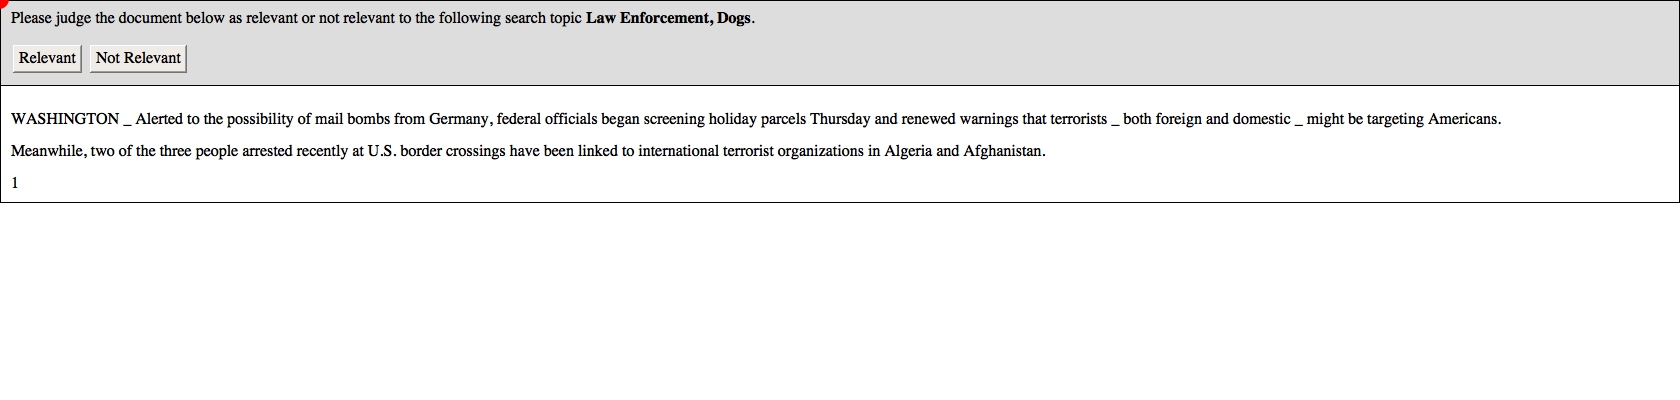 Please judge the document below as relevant or not relevant to the following search topic Law Enforcement, Dogs.
Relevant Not Relevant
WASHINGTON _ Alerted to the possibility of mail bombs from Germany, federal officials began screening holiday parcels Thursday and renewed warnings that terrorists _ both foreign and domestic _ might be targeting Americans.
Meanwhile, two of the three people arrested recently at U.S. border crossings have been linked to international terrorist organizations in Algeria and Afghanistan.
1